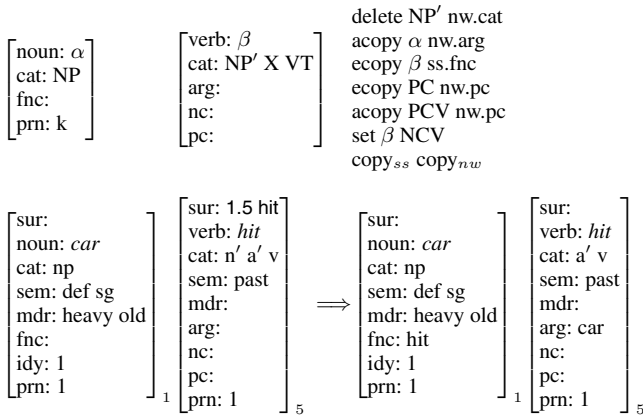 noun: α
cat: NP
fnc:
prn: k
verb: β
cat: NP′ X VT
arg:
nc:
pc:
delete NP′ nw.cat
acopy α nw.arg
ecopy β ss.fnc
ecopy PC nw.pc
acopy PCV nw.pc
set β NCV
copyₛₛ copyₙw
sur:
noun: car
cat: np
sem: def sg
mdr: heavy old
fnc:
idy: 1
prn: 1
1
sur: 1.5 hit
verb: hit
cat: n′ a′ v
sem: past
mdr:
arg:
nc:
pc:
prn: 1
5
⟹
sur:
noun: car
cat: np
sem: def sg
mdr: heavy old
fnc: hit
idy: 1
prn: 1
1
sur:
verb: hit
cat: a′ v
sem: past
mdr:
arg: car
nc:
pc:
prn: 1
5